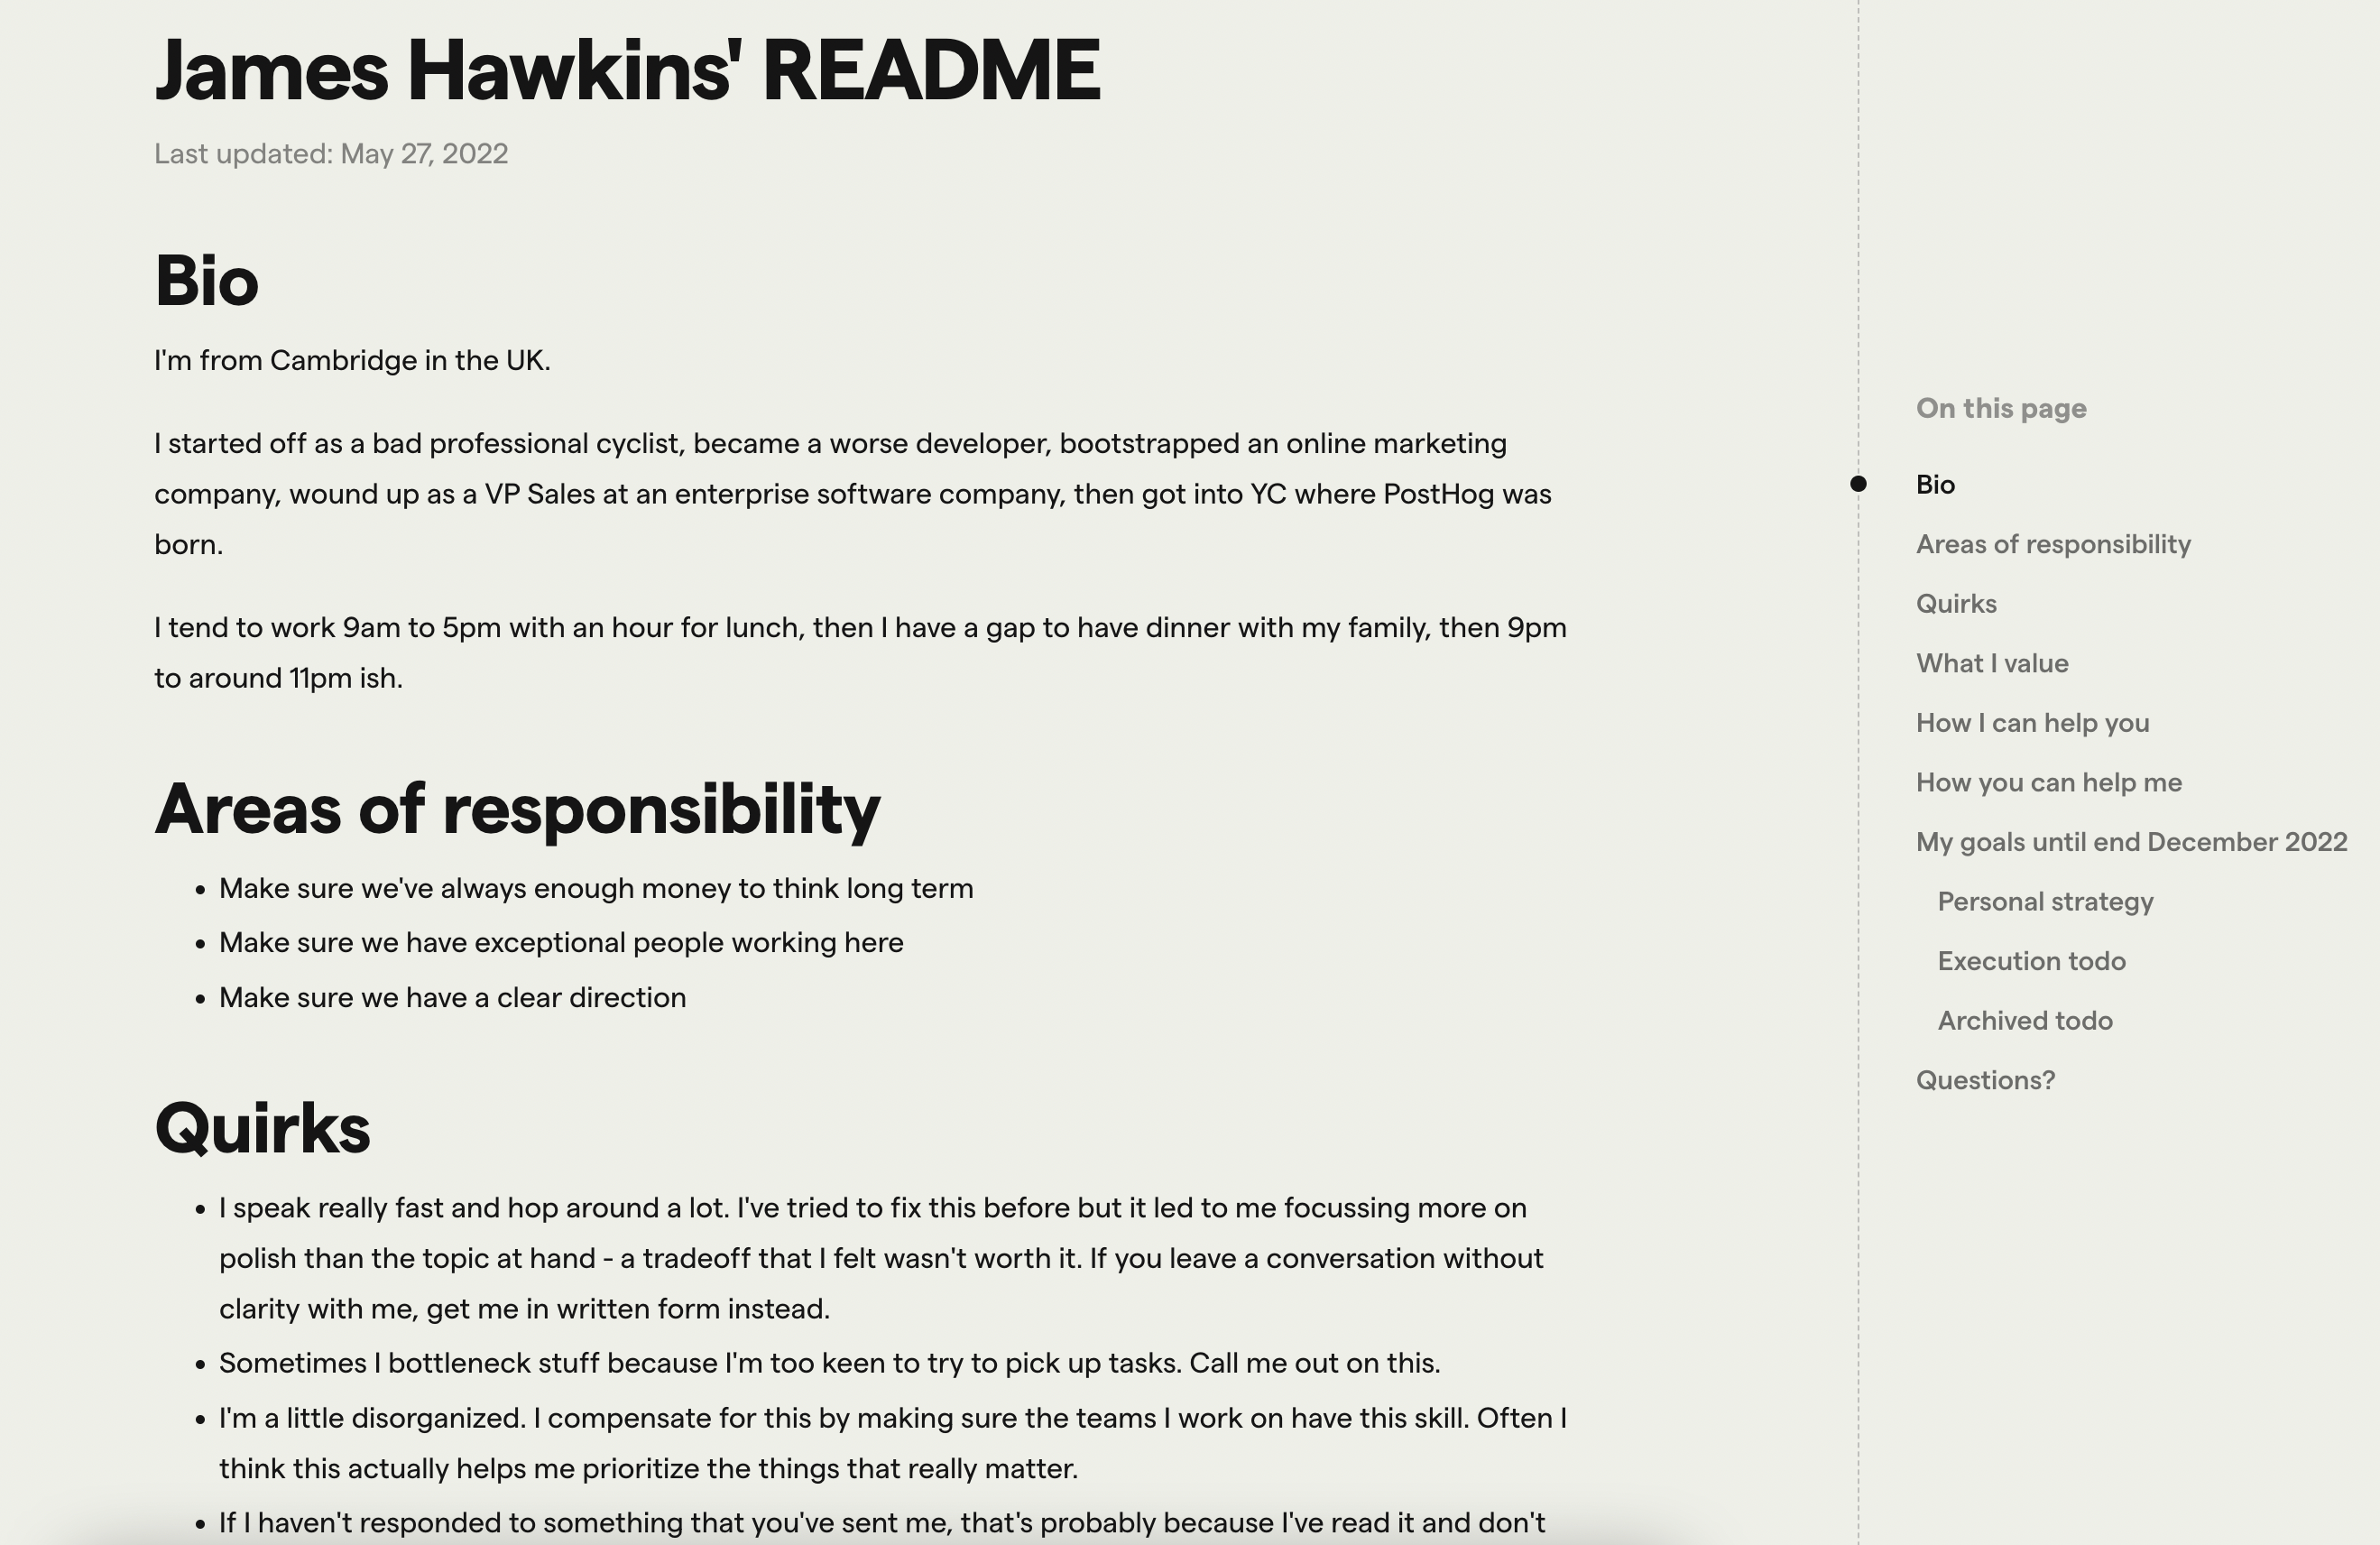 James Hawkins' README
Last updated: May 27, 2022
Bio
I'm from Cambridge in the UK.
I started off as a bad professional cyclist, became a worse developer, bootstrapped an online marketing
company, wound up as a VP Sales at an enterprise software company, then got into YC where PostHog was
born.
I tend to work 9am to 5pm with an hour for lunch, then I have a gap to have dinner with my family, then 9pm
to around 11pm ish.
Areas of responsibility
• Make sure we've always enough money to think long term
• Make sure we have exceptional people working here
• Make sure we have a clear direction
Quirks
• I speak really fast and hop around a lot. I've tried to fix this before but it led to me focussing more on
polish than the topic at hand - a tradeoff that I felt wasn't worth it. If you leave a conversation without
clarity with me, get me in written form instead.
• Sometimes I bottleneck stuff because I'm too keen to try to pick up tasks. Call me out on this.
• I'm a little disorganized. I compensate for this by making sure the teams I work on have this skill. Often I
think this actually helps me prioritize the things that really matter.
• If I haven't responded to something that you've sent me, that's probably because I've read it and don't
On this page
Bio
Areas of responsibility
Quirks
What I value
How I can help you
How you can help me
My goals until end December 2022
Personal strategy
Execution todo
Archived todo
Questions?